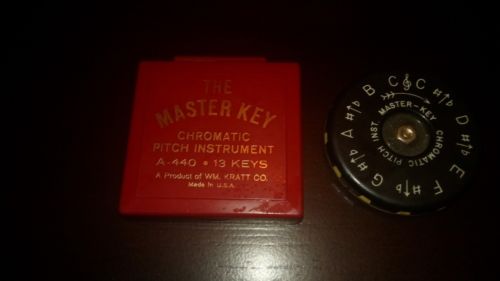 THE
MASTER KEY
CHROMATIC
PITCH INSTRUMENT
A-440 • 13 KEYS
A Product of WM. KRATT CO.
Made in U.S.A.
MASTER-KEY CHROMATIC PITCH INST.
C #↑♭ D #↑♭ E F #↑♭ G #↑♭ A #↑♭ B C